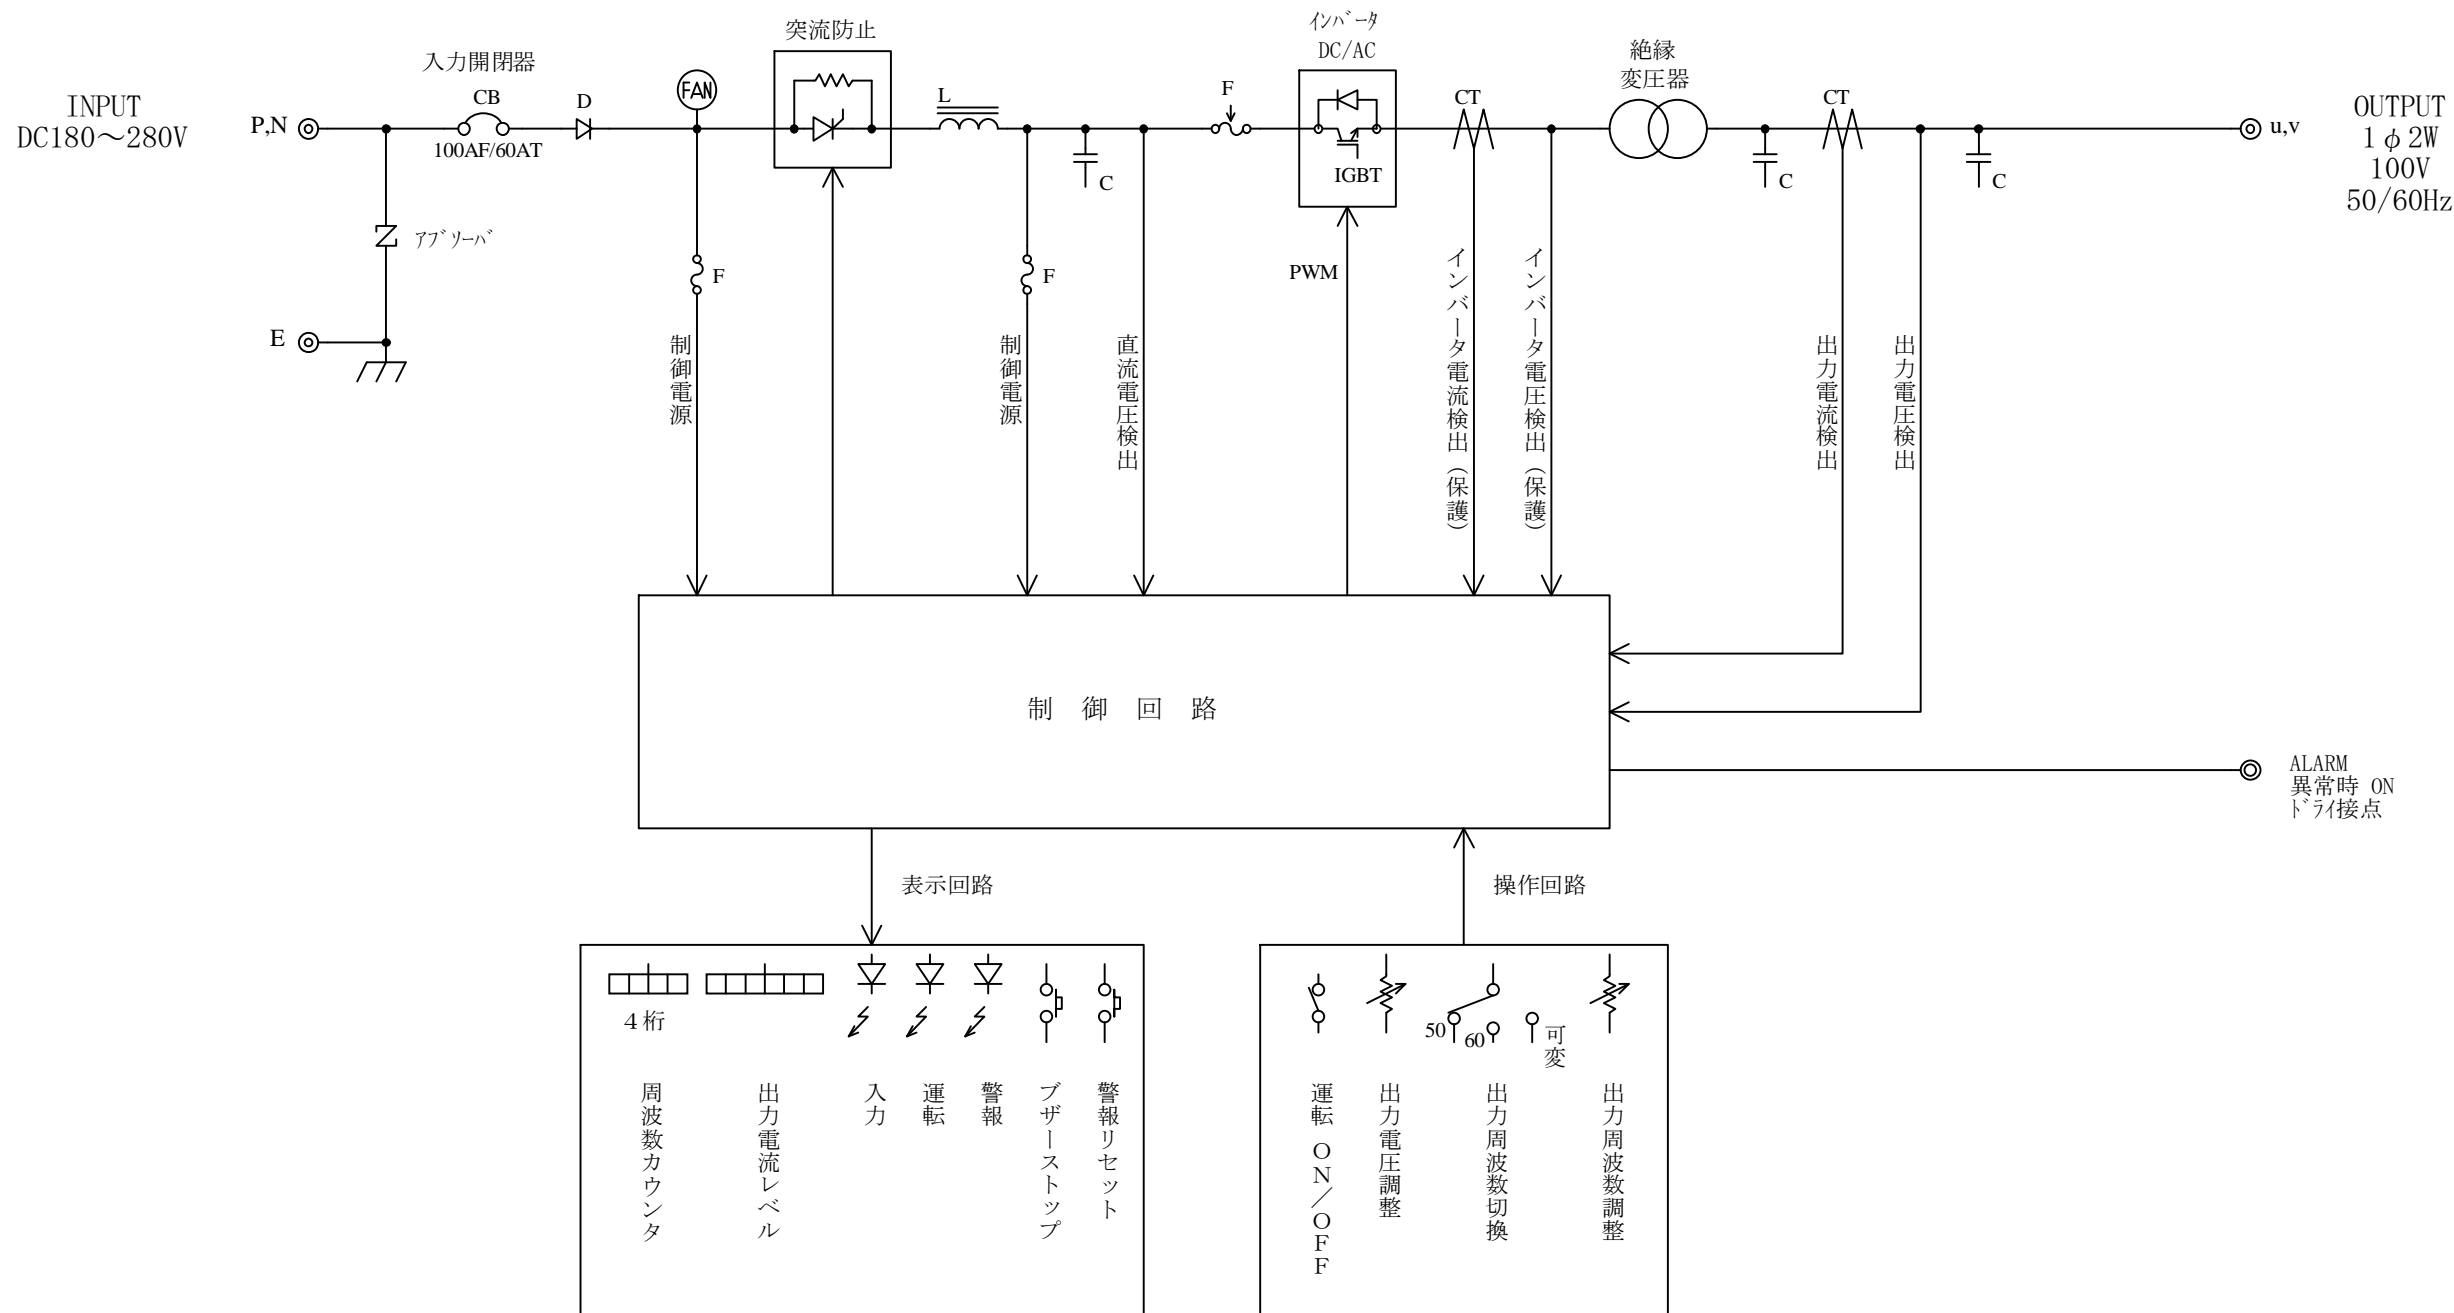 INPUT
DC180～280V
P,N
E
入力開閉器
CB
100AF/60AT
D
アブソーバ
FAN
突流防止
L
F
制御電源
F
制御電源
C
直流電圧検出
F
インバータ
DC/AC
IGBT
PWM
CT
インバータ電流検出（保護）
インバータ電圧検出（保護）
絶縁
変圧器
C
CT
出力電流検出
出力電圧検出
C
u,v
OUTPUT
1φ2W
100V
50/60Hz
制 御 回 路
ALARM
異常時 ON
ドライ接点
表示回路
操作回路
４桁
周波数カウンタ
出力電流レベル
入力
運転
警報
ブザーストップ
警報リセット
50
60
可変
運転 ＯＮ／ＯＦＦ
出力電圧調整
出力周波数切換
出力周波数調整